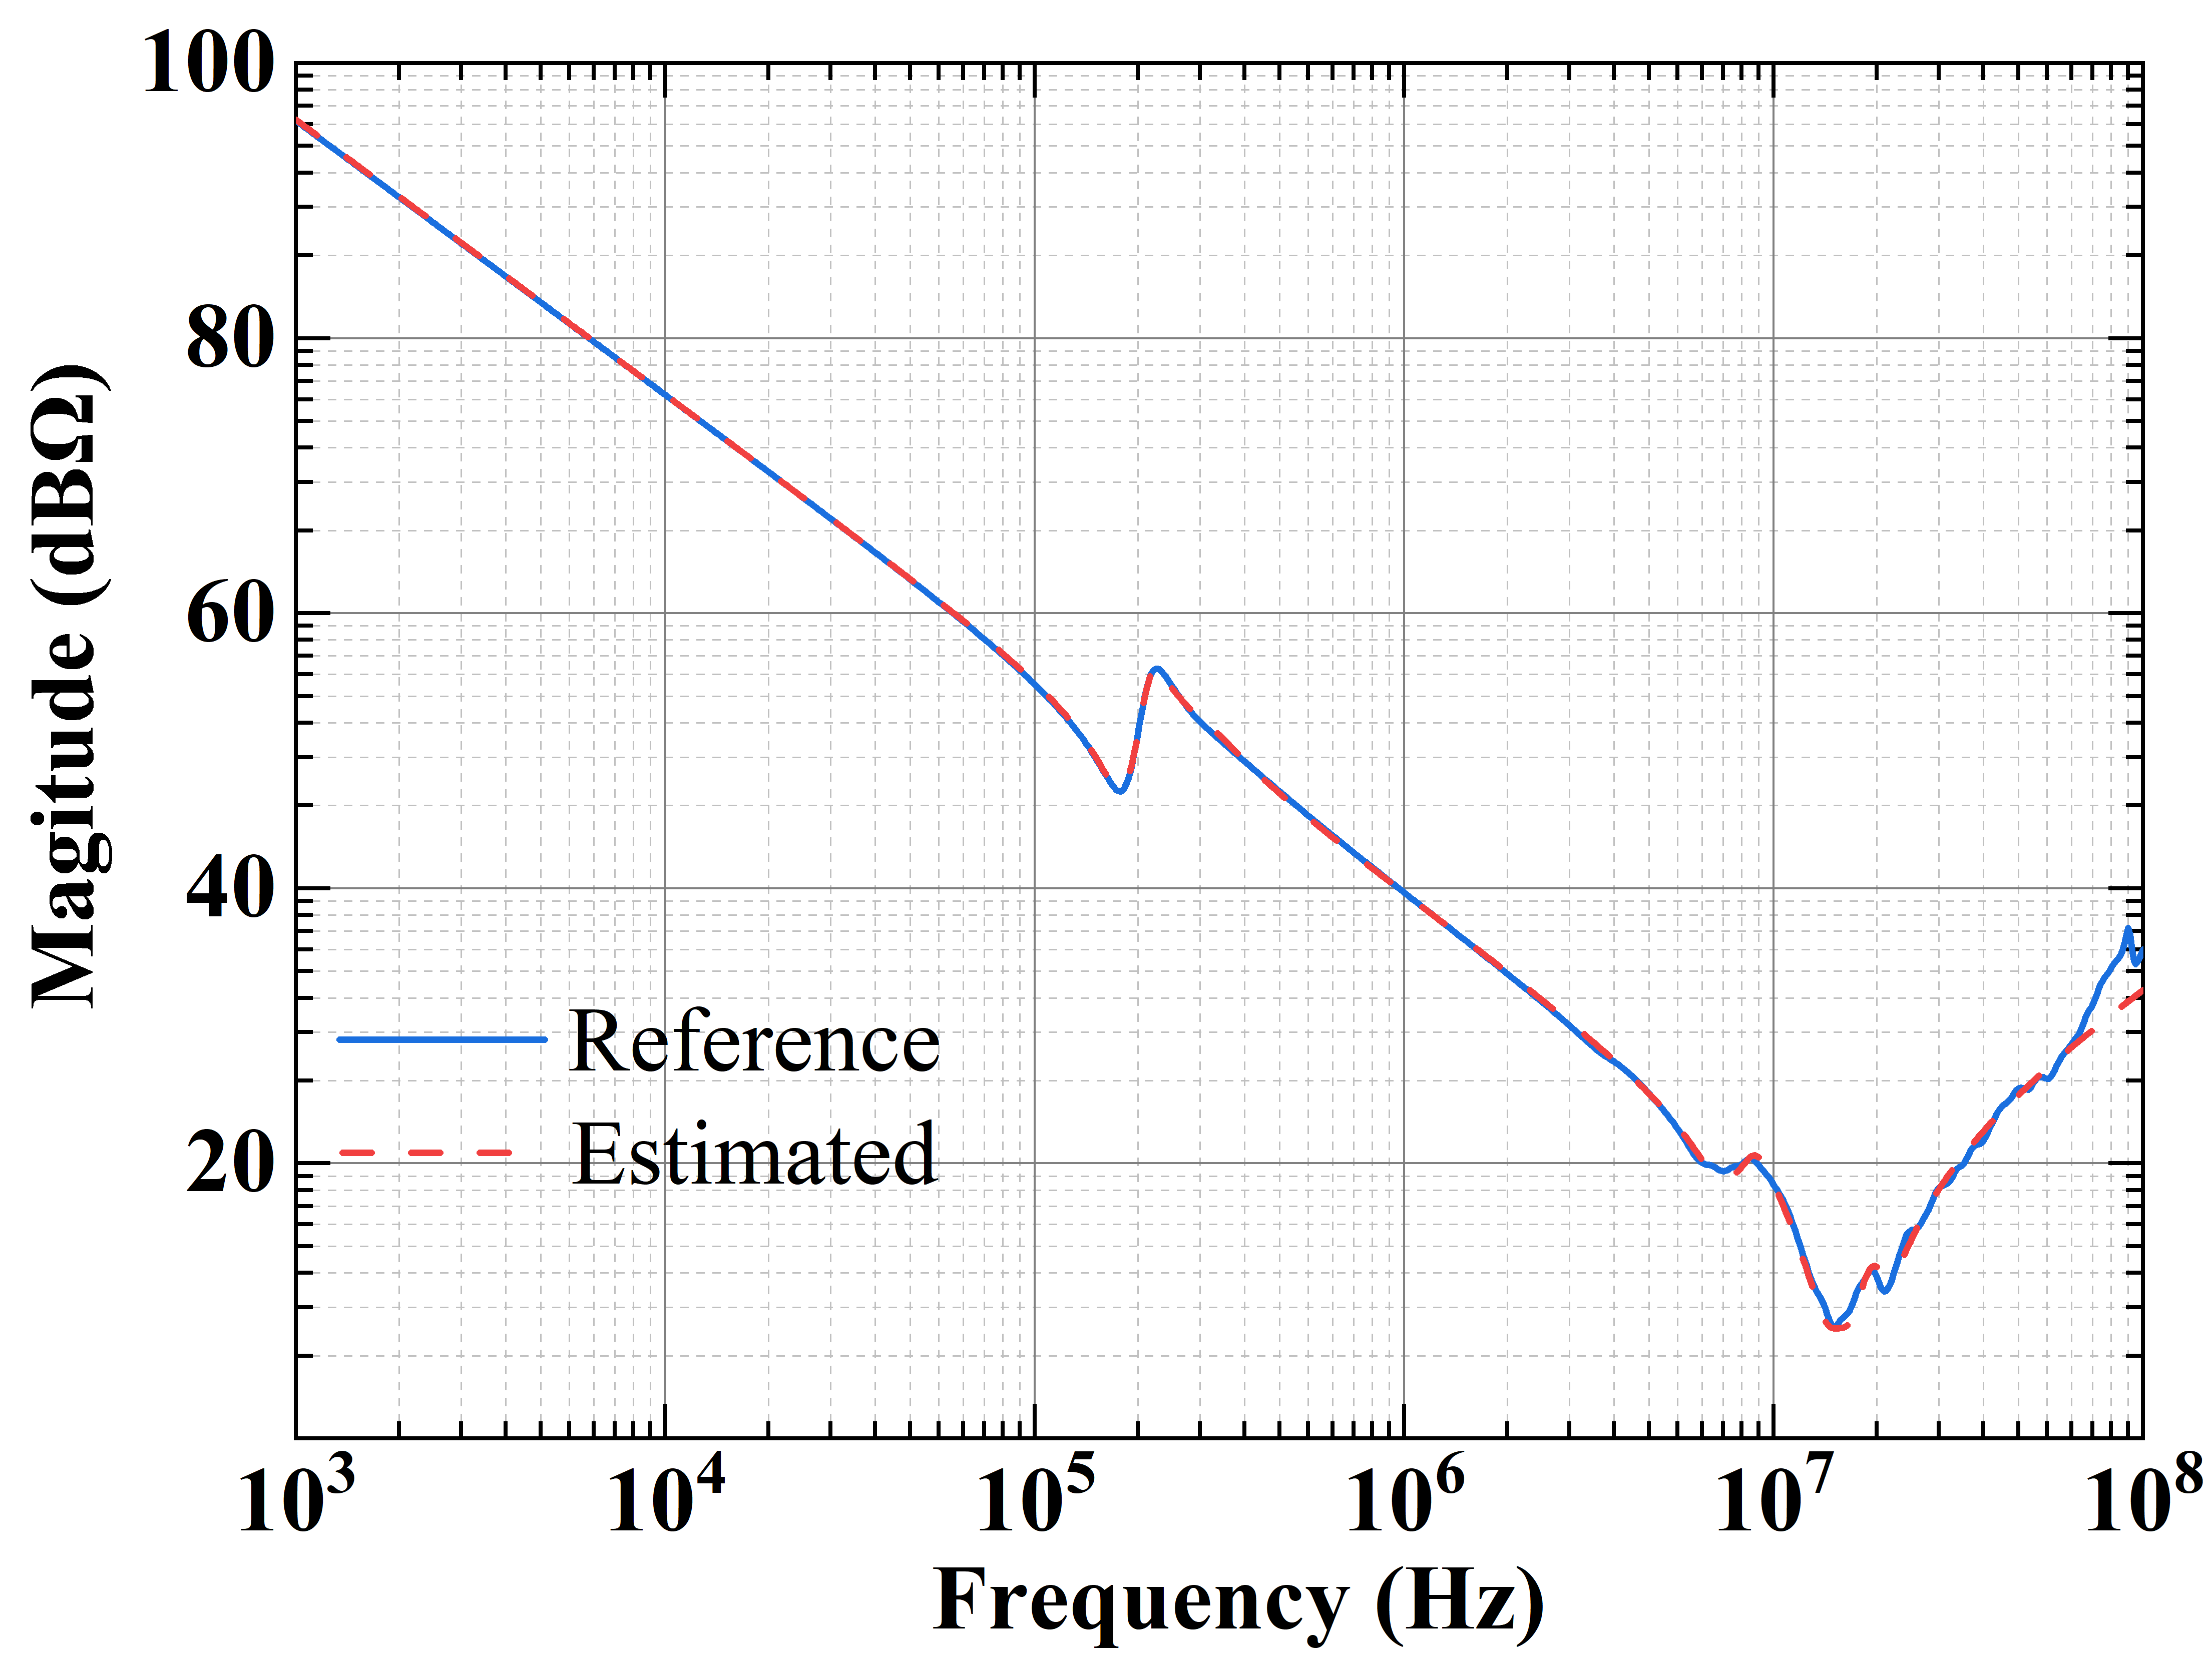 100
80
60
40
20
Magitude (dBΩ)
Reference
Estimated
10³ 10⁴ 10⁵ 10⁶ 10⁷ 10⁸
Frequency (Hz)